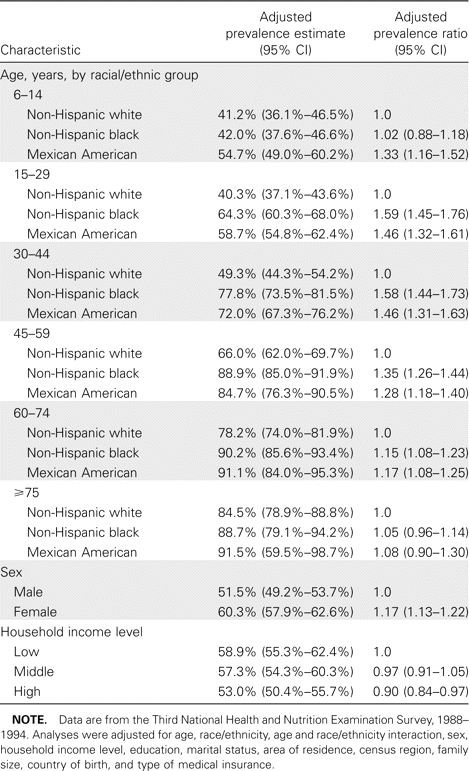 Characteristic Adjusted prevalence estimate (95% CI) Adjusted prevalence ratio (95% CI)
Age, years, by racial/ethnic group
6–14
Non-Hispanic white 41.2% (36.1%–46.5%) 1.0
Non-Hispanic black 42.0% (37.6%–46.6%) 1.02 (0.88–1.18)
Mexican American 54.7% (49.0%–60.2%) 1.33 (1.16–1.52)
15–29
Non-Hispanic white 40.3% (37.1%–43.6%) 1.0
Non-Hispanic black 64.3% (60.3%–68.0%) 1.59 (1.45–1.76)
Mexican American 58.7% (54.8%–62.4%) 1.46 (1.32–1.61)
30–44
Non-Hispanic white 49.3% (44.3%–54.2%) 1.0
Non-Hispanic black 77.8% (73.5%–81.5%) 1.58 (1.44–1.73)
Mexican American 72.0% (67.3%–76.2%) 1.46 (1.31–1.63)
45–59
Non-Hispanic white 66.0% (62.0%–69.7%) 1.0
Non-Hispanic black 88.9% (85.0%–91.9%) 1.35 (1.26–1.44)
Mexican American 84.7% (76.3%–90.5%) 1.28 (1.18–1.40)
60–74
Non-Hispanic white 78.2% (74.0%–81.9%) 1.0
Non-Hispanic black 90.2% (85.6%–93.4%) 1.15 (1.08–1.23)
Mexican American 91.1% (84.0%–95.3%) 1.17 (1.08–1.25)
⩾75
Non-Hispanic white 84.5% (78.9%–88.8%) 1.0
Non-Hispanic black 88.7% (79.1%–94.2%) 1.05 (0.96–1.14)
Mexican American 91.5% (59.5%–98.7%) 1.08 (0.90–1.30)
Sex
Male 51.5% (49.2%–53.7%) 1.0
Female 60.3% (57.9%–62.6%) 1.17 (1.13–1.22)
Household income level
Low 58.9% (55.3%–62.4%) 1.0
Middle 57.3% (54.3%–60.3%) 0.97 (0.91–1.05)
High 53.0% (50.4%–55.7%) 0.90 (0.84–0.97)
NOTE. Data are from the Third National Health and Nutrition Examination Survey, 1988–
1994. Analyses were adjusted for age, race/ethnicity, age and race/ethnicity interaction, sex,
household income level, education, marital status, area of residence, census region, family
size, country of birth, and type of medical insurance.